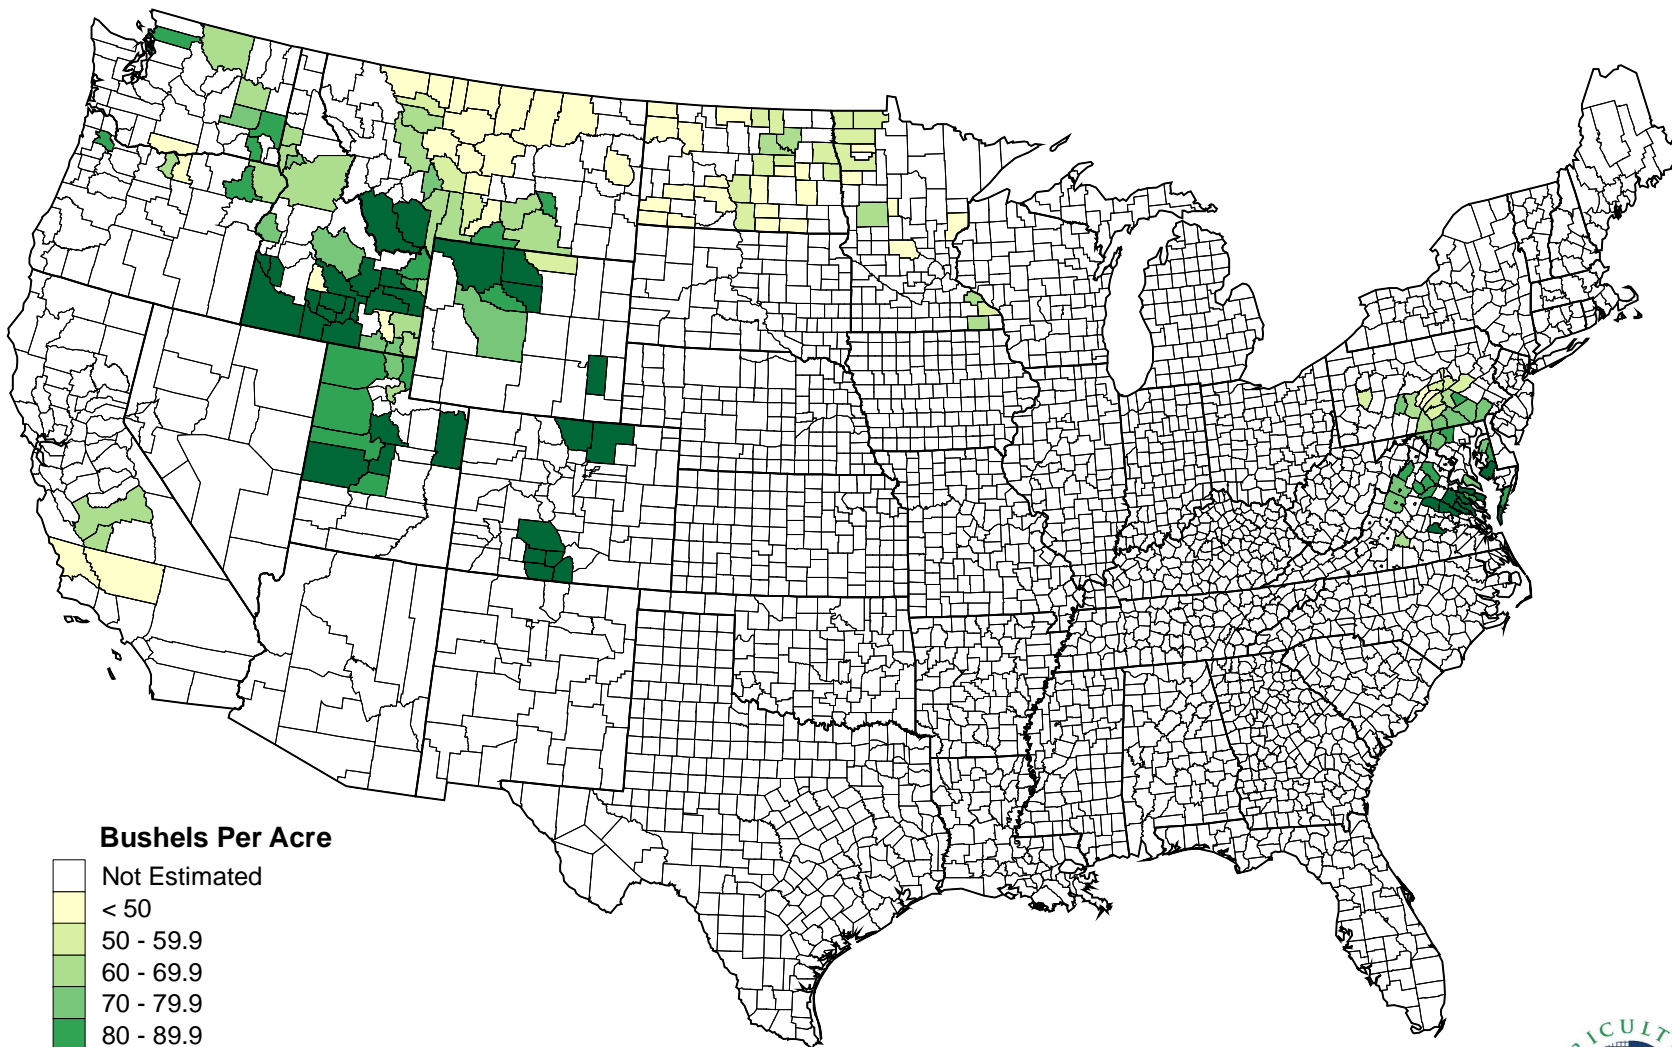 Bushels Per Acre
Not Estimated
< 50
50 - 59.9
60 - 69.9
70 - 79.9
80 - 89.9